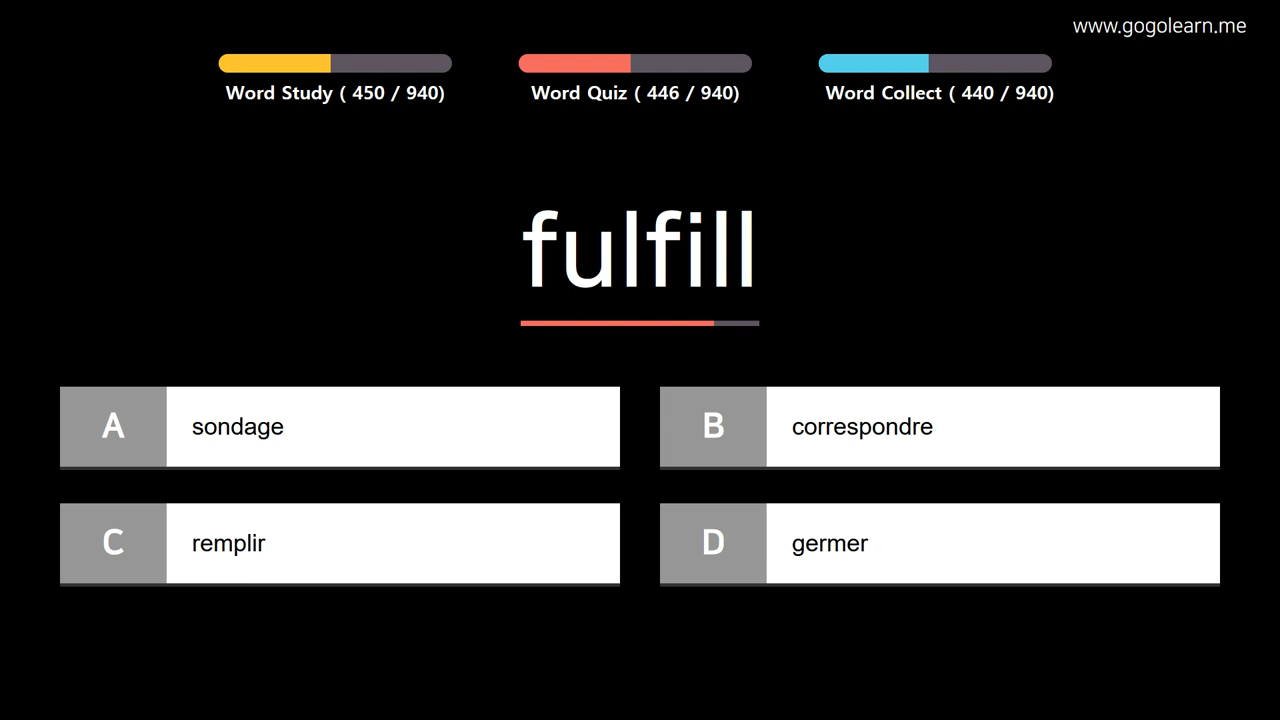 www.gogolearn.me
Word Study ( 450 / 940)
Word Quiz ( 446 / 940)
Word Collect ( 440 / 940)
fulfill
A sondage
B correspondre
C remplir
D germer